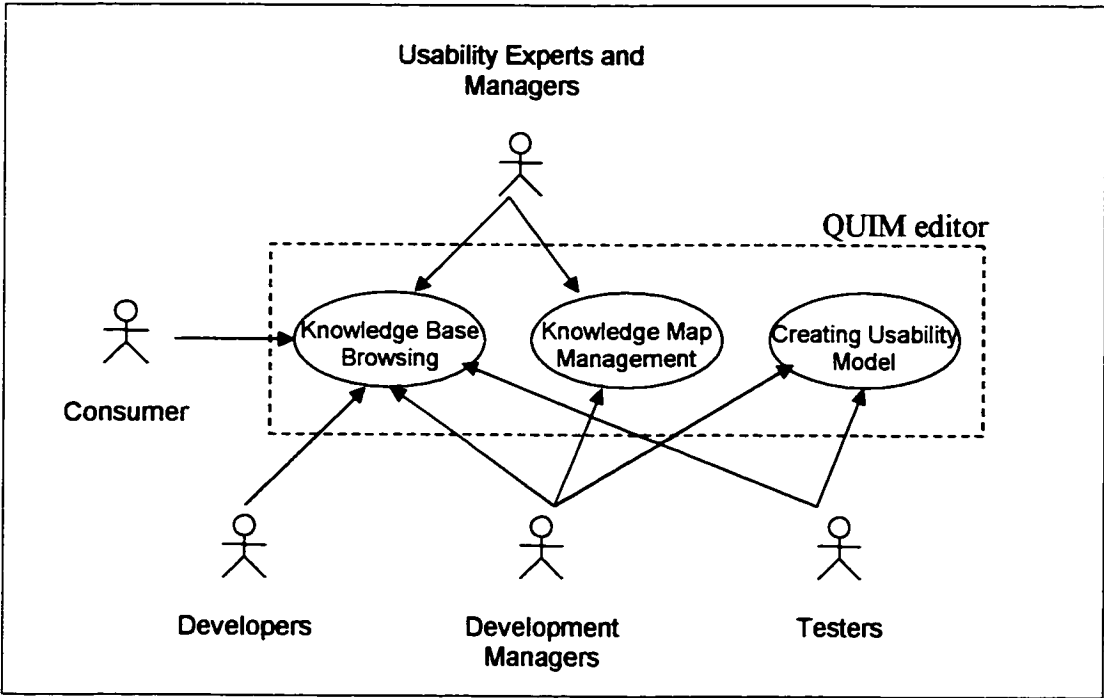 Usability Experts and
Managers
QUIM editor
Knowledge Base
Browsing
Knowledge Map
Management
Creating Usability
Model
Consumer
Developers
Development
Managers
Testers